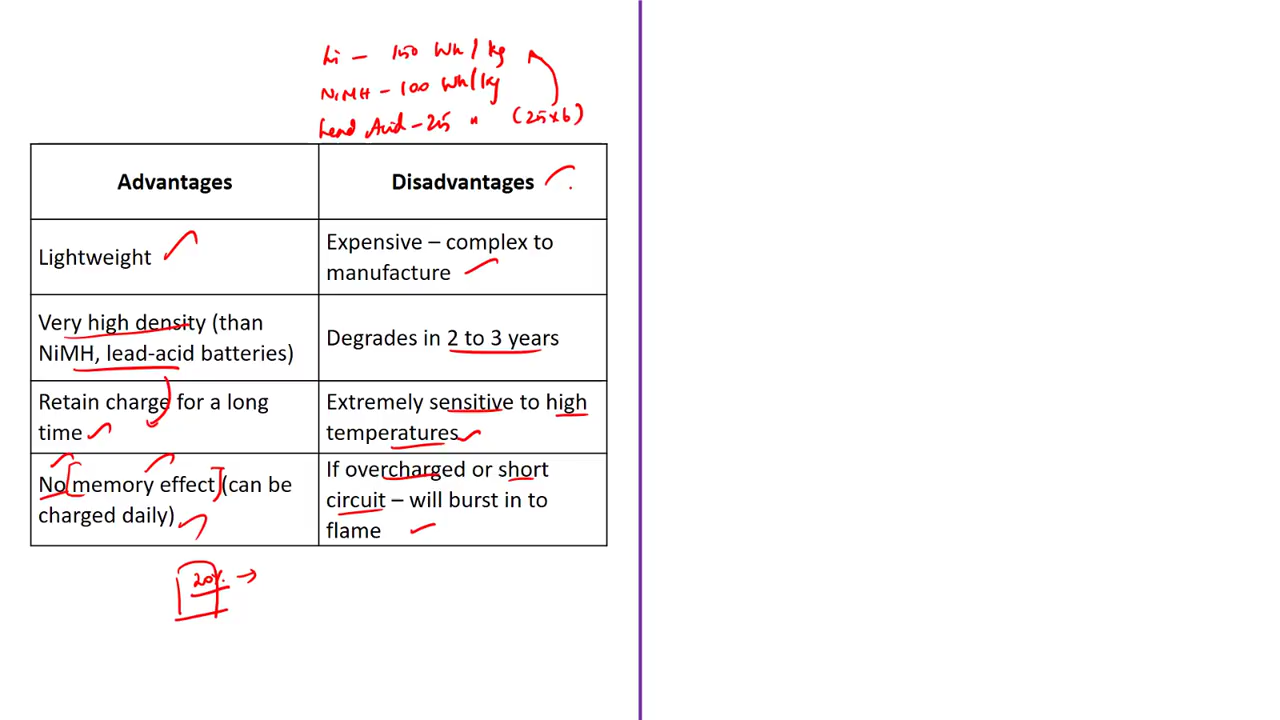 Li – 150 Wh/kg
NiMH – 100 Wh/kg
Lead Acid – 25 " (25x6)
Advantages
Disadvantages
Lightweight
Expensive – complex to
manufacture
Very high density (than
NiMH, lead-acid batteries)
Degrades in 2 to 3 years
Retain charge for a long
time
Extremely sensitive to high
temperatures
No [memory effect] (can be
charged daily)
If overcharged or short
circuit – will burst in to
flame
20% →